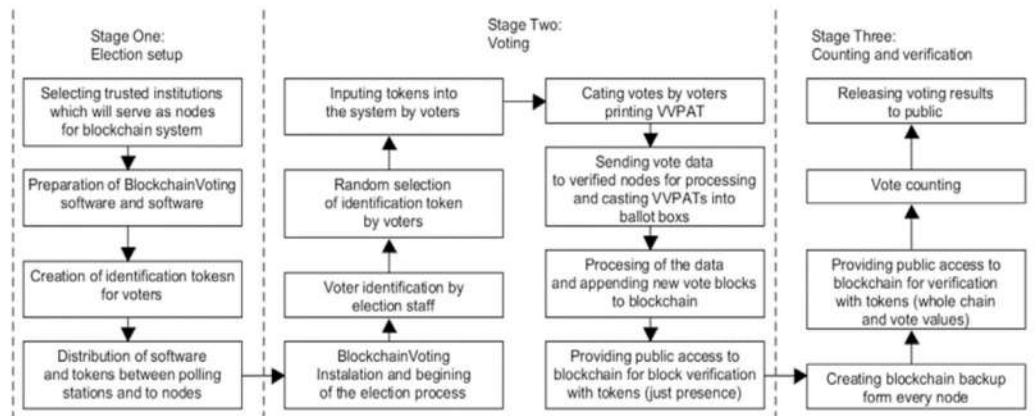 Stage One:
Election setup
Selecting trusted institutions
which will serve as nodes
for blockchain system
Preparation of BlockchainVoting
software and software
Creation of identification tokesn
for voters
Distribution of software
and tokens between polling
stations and to nodes
Stage Two:
Voting
BlockchainVoting
Instalation and begining
of the election process
Voter identification by
election staff
Random selection
of identification token
by voters
Inputing tokens into
the system by voters
Cating votes by voters
printing VVPAT
Sending vote data
to verified nodes for processing
and casting VVPATs into
ballot boxs
Procesing of the data
and appending new vote blocks
to blockchain
Providing public access to
blockchain for block verification
with tokens (just presence)
Stage Three:
Counting and verification
Creating blockchain backup
form every node
Providing public access to
blockchain for verification
with tokens (whole chain
and vote values)
Vote counting
Releasing voting results
to public